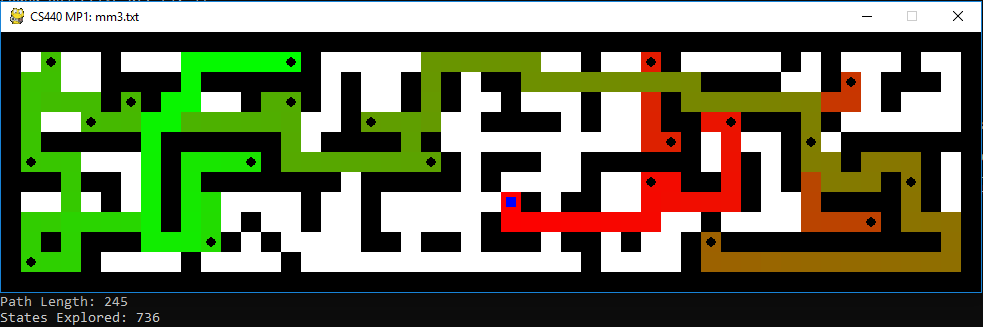 CS440 MP1: mm3.txt
Path Length: 245
States Explored: 736